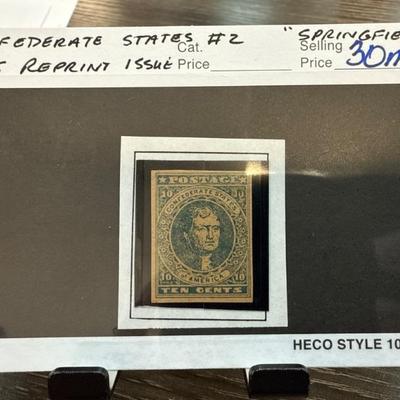 FEDERATE STATES #2 Cat. "SPRINGFIE Selling
REPRINT ISSUE Price Price 30
POSTAGE
10 10
CONFEDERATE STATES
OF AMERICA
10 10
TEN CENTS
HECO STYLE 10